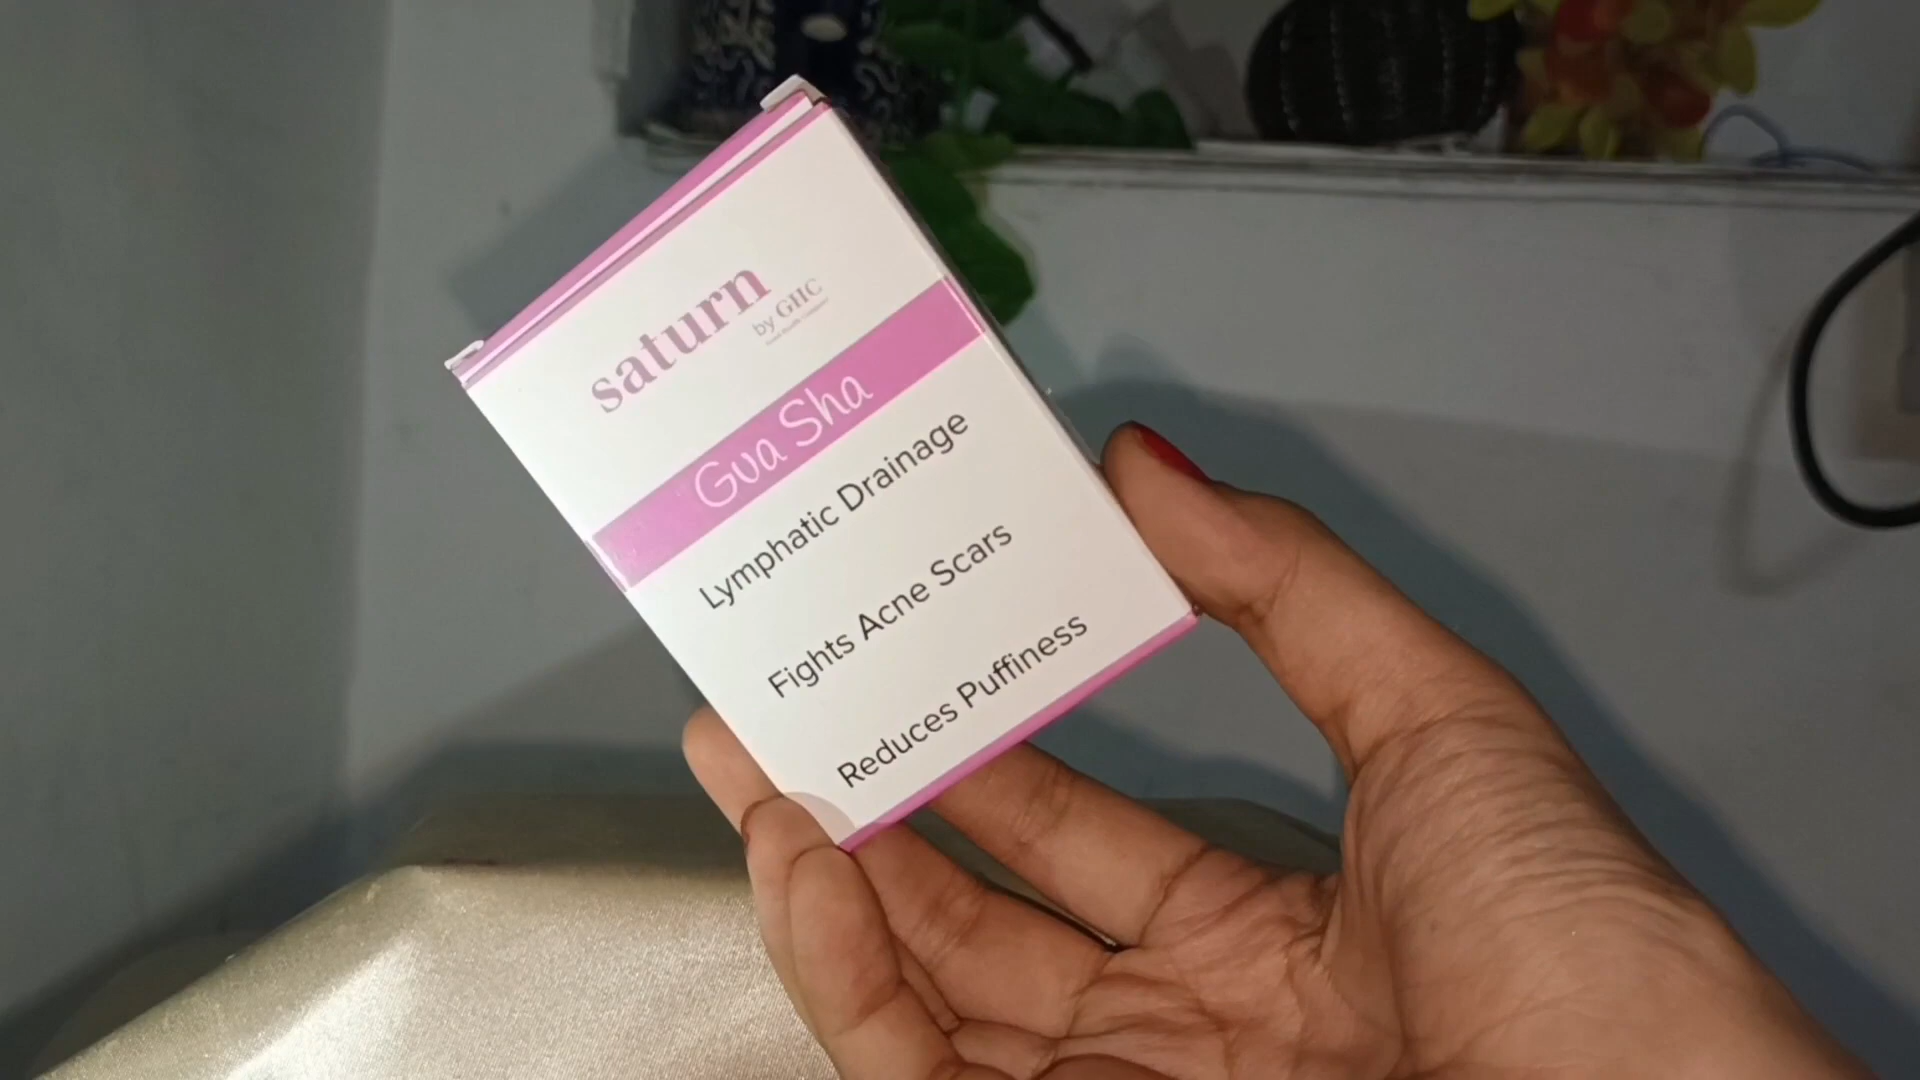 saturn
by GHC
Gua Sha
Lymphatic Drainage
Fights Acne Scars
Reduces Puffiness